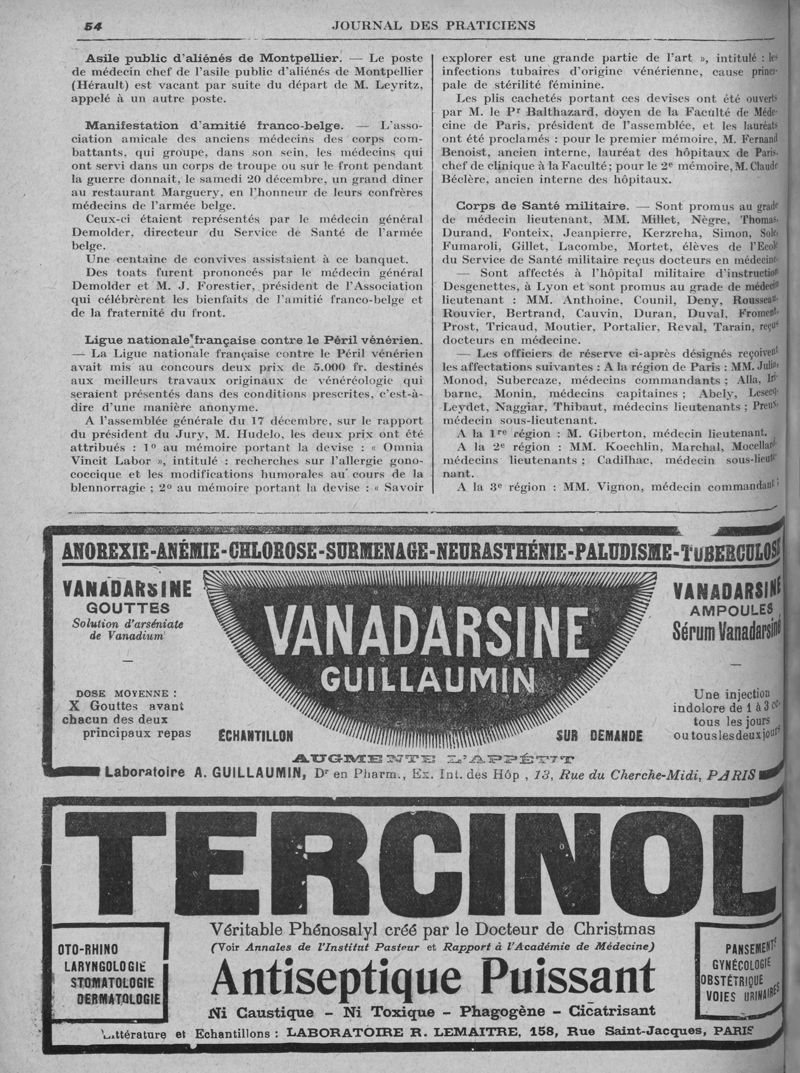 54
JOURNAL DES PRATICIENS
Asile public d'aliénés de Montpellier. — Le poste
de médecin chef de l'asile public d'aliénés de Montpellier
(Hérault) est vacant par suite du départ de M. Leyritz,
appelé à un autre poste.
Manifestation d'amitié franco-belge. — L'asso-
ciation amicale des anciens médecins des corps com-
battants, qui groupe, dans son sein, les médecins qui
ont servi dans un corps de troupe ou sur le front pendant
la guerre donnait, le samedi 20 décembre, un grand dîner
au restaurant Marguery, en l'honneur de leurs confrères
médecins de l'armée belge.
Ceux-ci étaient représentés par le médecin général
Demolder, directeur du Service de Santé de l'armée
belge.
Une centaine de convives assistaient à ce banquet.
Des toats furent prononcés par le médecin général
Demolder et M. J. Forestier, président de l'Association
qui célébrèrent les bienfaits de l'amitié franco-belge et
de la fraternité du front.
Ligue nationale française contre le Péril vénérien.
— La Ligue nationale française contre le Péril vénérien
avait mis au concours deux prix de 5.000 fr. destinés
aux meilleurs travaux originaux de vénéréologie qui
seraient présentés dans des conditions prescrites, c'est-à-
dire d'une manière anonyme.
A l'assemblée générale du 17 décembre, sur le rapport
du président du Jury, M. Hudelo, les deux prix ont été
attribués : 1º au mémoire portant la devise : « Omnia
Vincit Labor », intitulé : recherches sur l'allergie gono-
coccique et les modifications humorales au cours de la
blennorragie ; 2º au mémoire portant la devise : « Savoir
explorer est une grande partie de l'art », intitulé : les
infections tubaires d'origine vénérienne, cause princi-
pale de stérilité féminine.
Les plis cachetés portant ces devises ont été ouverts
par M. le Pr Balthazard, doyen de la Faculté de Méde-
cine de Paris, président de l'assemblée, et les lauréats
ont été proclamés : pour le premier mémoire, M. Fernand
Benoist, ancien interne, lauréat des hôpitaux de Paris,
chef de clinique à la Faculté ; pour le 2e mémoire, M. Claude
Béclère, ancien interne des hôpitaux.
Corps de Santé militaire. — Sont promus au grade
de médecin lieutenant, MM. Millet, Nègre, Thomas,
Durand, Fonteix, Jeanpierre, Kerzreha, Simon,
Fumaroli, Gillet, Lacombe, Mortet, élèves de l'Ecole
du Service de Santé militaire reçus docteurs en médecine.
— Sont affectés à l'hôpital militaire d'instruction
Desgenettes, à Lyon et sont promus au grade de médecin
lieutenant : MM. Anthoine, Counil, Deny, Rousseau,
Rouvier, Bertrand, Cauvin, Duran, Duval, Froment,
Prost, Tricaud, Moutier, Portalier, Reval, Tarain, reçus
docteurs en médecine.
— Les officiers de réserve ci-après désignés reçoivent
les affectations suivantes : A la région de Paris : MM. Julia,
Monod, Subercaze, médecins commandants ; Alla, Iri-
barne, Monin, médecins capitaines ; Abely, Lesecq,
Leydet, Naggiar, Thibaut, médecins lieutenants ; Preus,
médecin sous-lieutenant.
A la 1re région : M. Giberton, médecin lieutenant.
A la 2e région : MM. Koechlin, Marchal,
médecins lieutenants ; Cadilhac, médecin sous-lieute-
nant.
A la 3e région : MM. Vignon, médecin commandant ;
ANOREXIE-ANÉMIE-CHLOROSE-SURMENAGE-NEURASTHÉNIE-PALUDISME-TUBERCULOSE
VANADARSINE
GOUTTES
Solution d'arséniate
de Vanadium
DOSE MOYENNE :
X Gouttes avant
chacun des deux
principaux repas
VANADARSINE
GUILLAUMIN
ÉCHANTILLON
SUR DEMANDE
VANADARSINE
AMPOULES
Sérum Vanadarsiné
Une injection
indolore de 1 à 3 cc.
tous les jours
ou tous les deux jours
AUGMENTE L'APPÉTIT
Laboratoire A. GUILLAUMIN, Dr en Pharm., Ex. Int. des Hôp, 13, Rue du Cherche-Midi, PARIS
TERCINOL
Véritable Phénosalyl créé par le Docteur de Christmas
(Voir Annales de l'Institut Pasteur et Rapport à l'Académie de Médecine)
OTO-RHINO
LARYNGOLOGIE
STOMATOLOGIE
DERMATOLOGIE
Antiseptique Puissant
Ni Caustique - Ni Toxique - Phagogène - Cicatrisant
PANSEMENTS
GYNÉCOLOGIE
OBSTÉTRIQUE
VOIES URINAIRES
Littérature et Echantillons : LABORATOIRE R. LEMAITRE, 158, Rue Saint-Jacques, PARIS